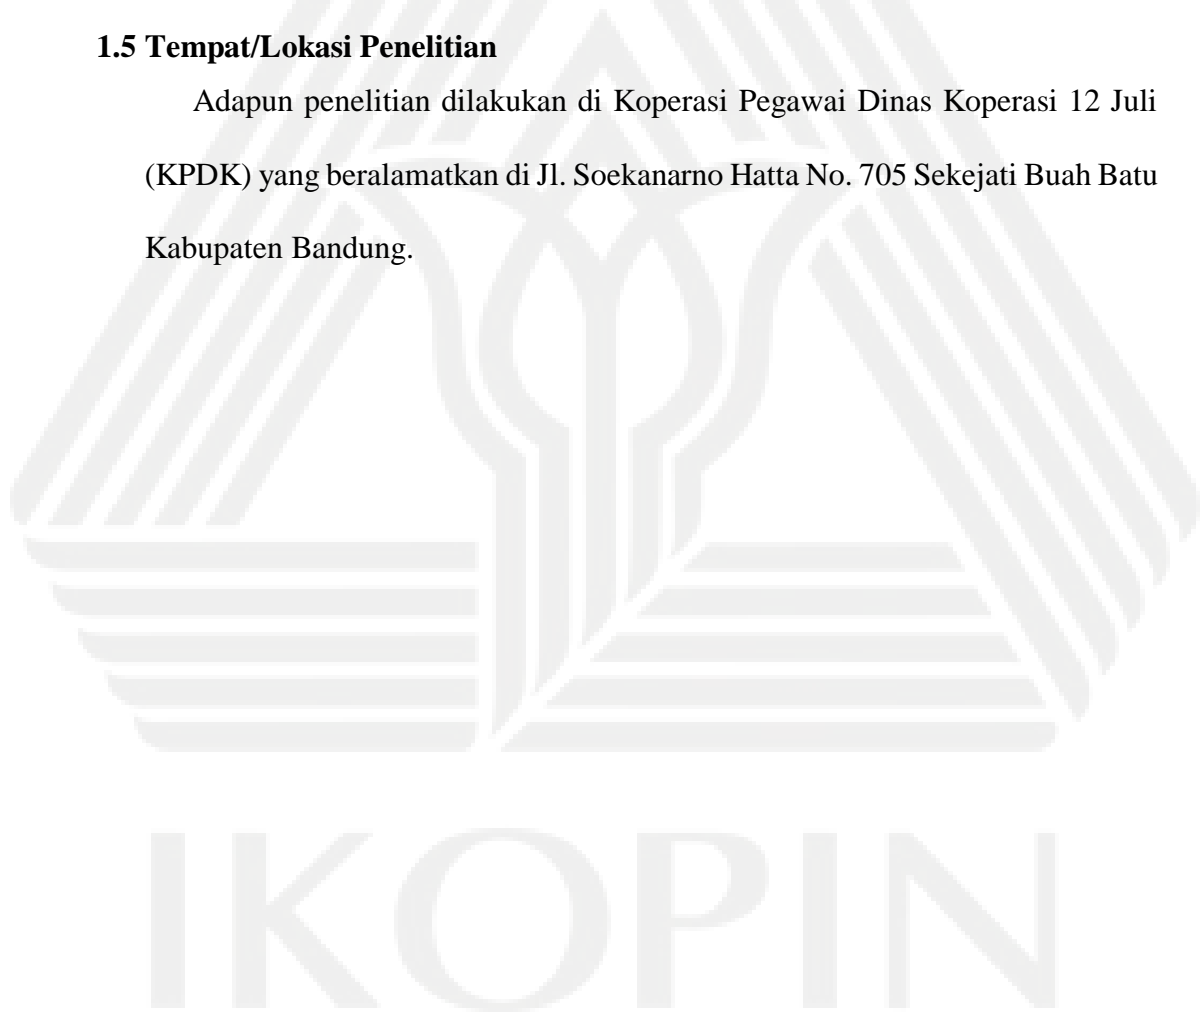 1.5 Tempat/Lokasi Penelitian
Adapun penelitian dilakukan di Koperasi Pegawai Dinas Koperasi 12 Juli
(KPDK) yang beralamatkan di Jl. Soekanarno Hatta No. 705 Sekejati Buah Batu
Kabupaten Bandung.
IKOPIN